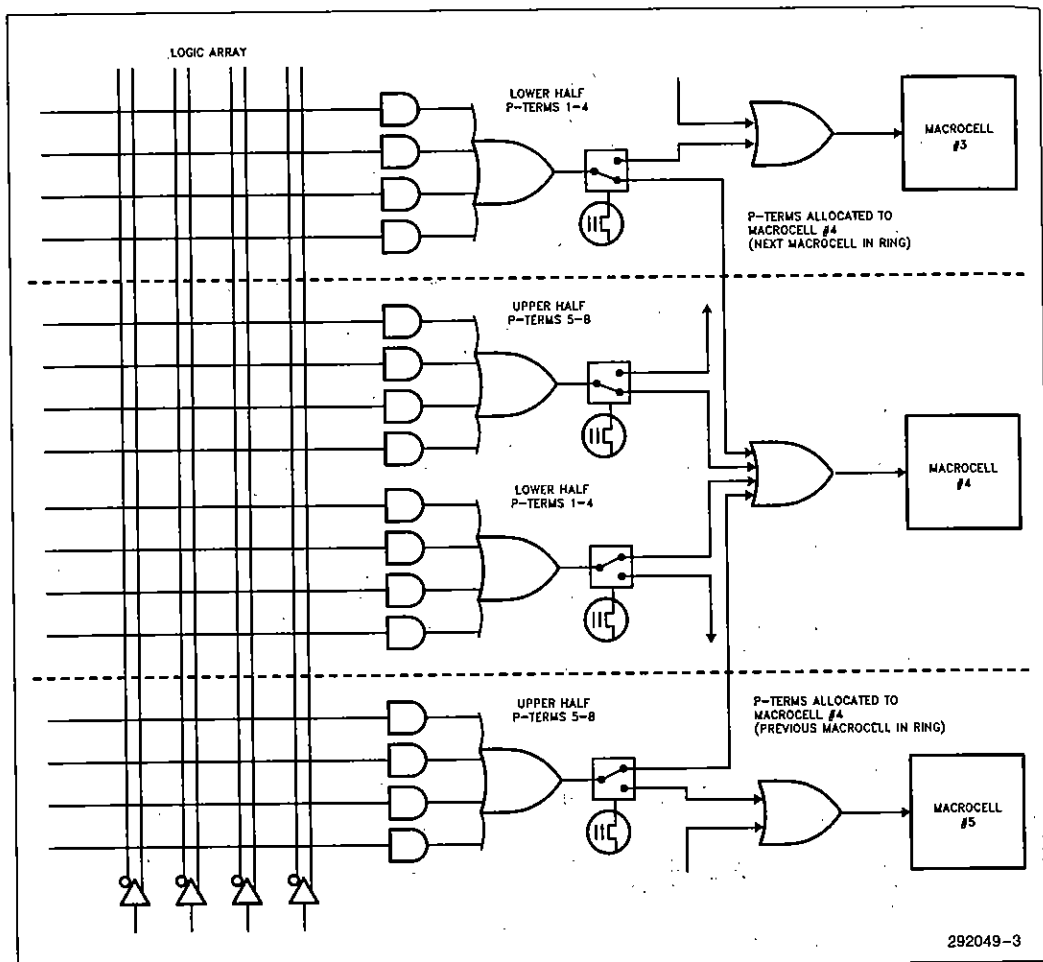 LOGIC ARRAY
LOWER HALF
P-TERMS 1-4
MACROCELL
#3
P-TERMS ALLOCATED TO
MACROCELL #4
(NEXT MACROCELL IN RING)
UPPER HALF
P-TERMS 5-8
MACROCELL
#4
LOWER HALF
P-TERMS 1-4
UPPER HALF
P-TERMS 5-8
P-TERMS ALLOCATED TO
MACROCELL #4
(PREVIOUS MACROCELL IN RING)
MACROCELL
#5
292049-3